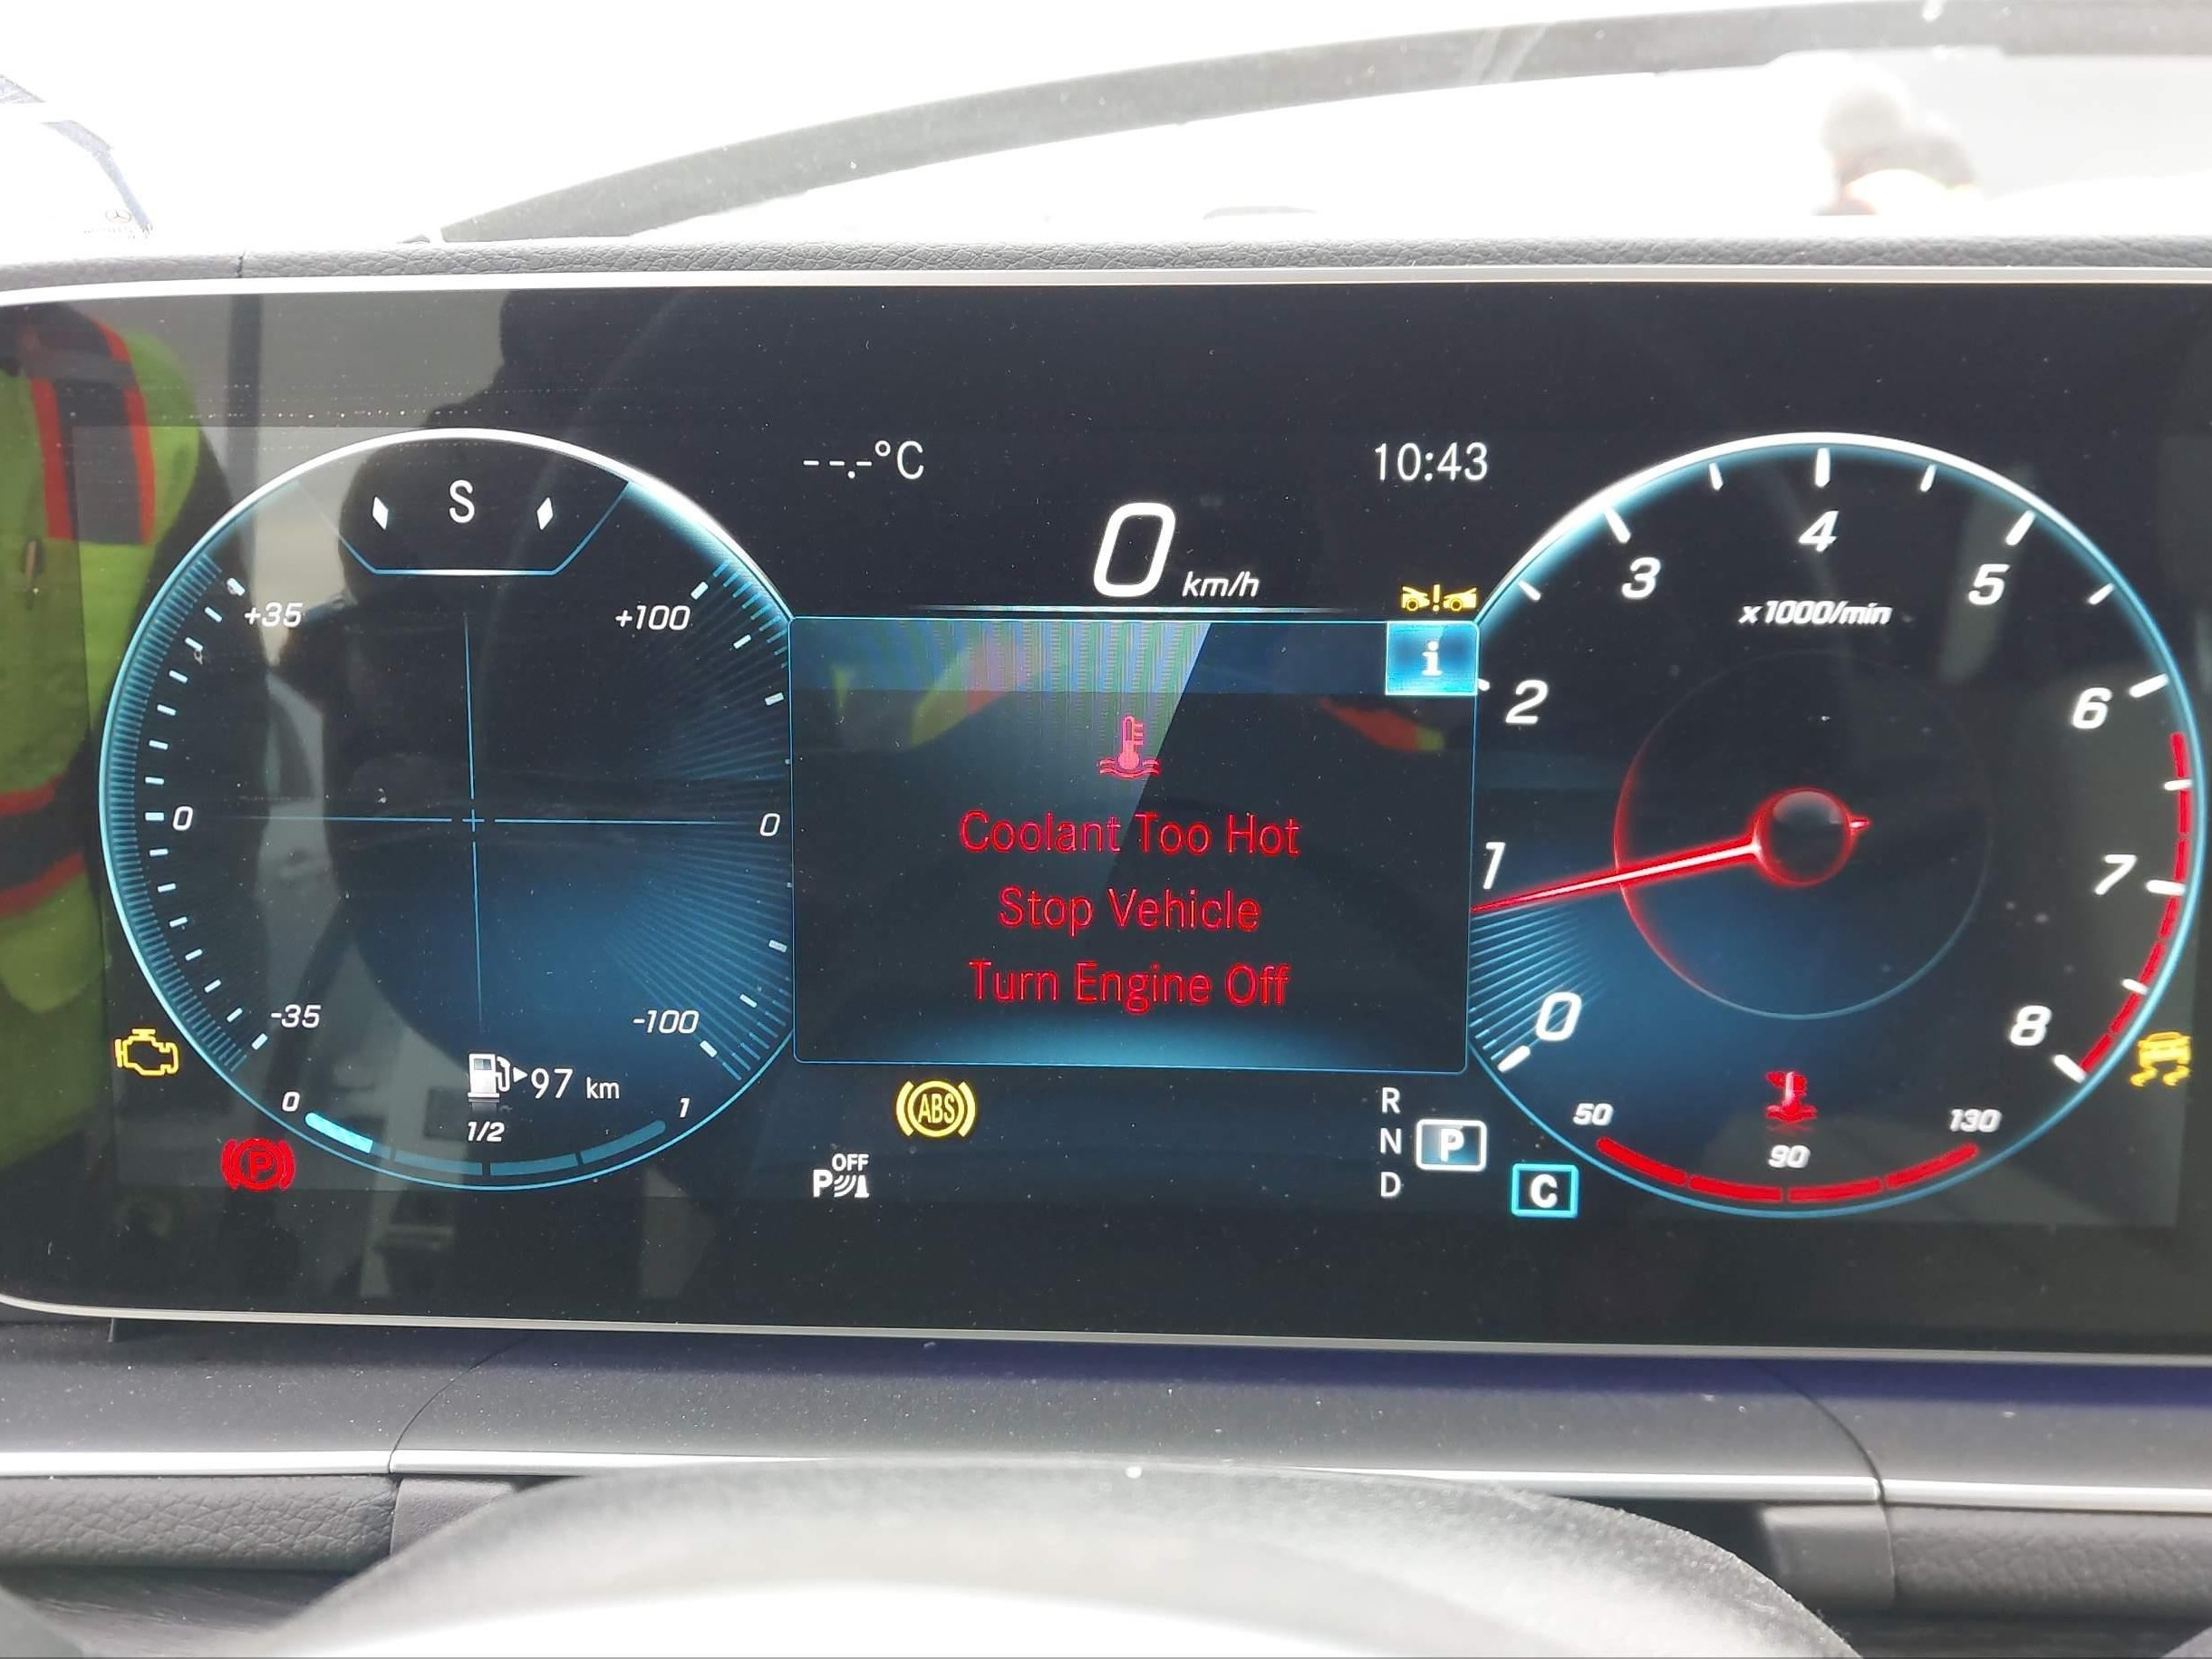 S
--.-°C
10:43
0 km/h
+35
+100
0
0
-35
-100
97 km
0
1/2
1
i
Coolant Too Hot
Stop Vehicle
Turn Engine Off
ABS
P
OFF
P
R
N
D
P
C
x1000/min
0
1
2
3
4
5
6
7
8
50
90
130